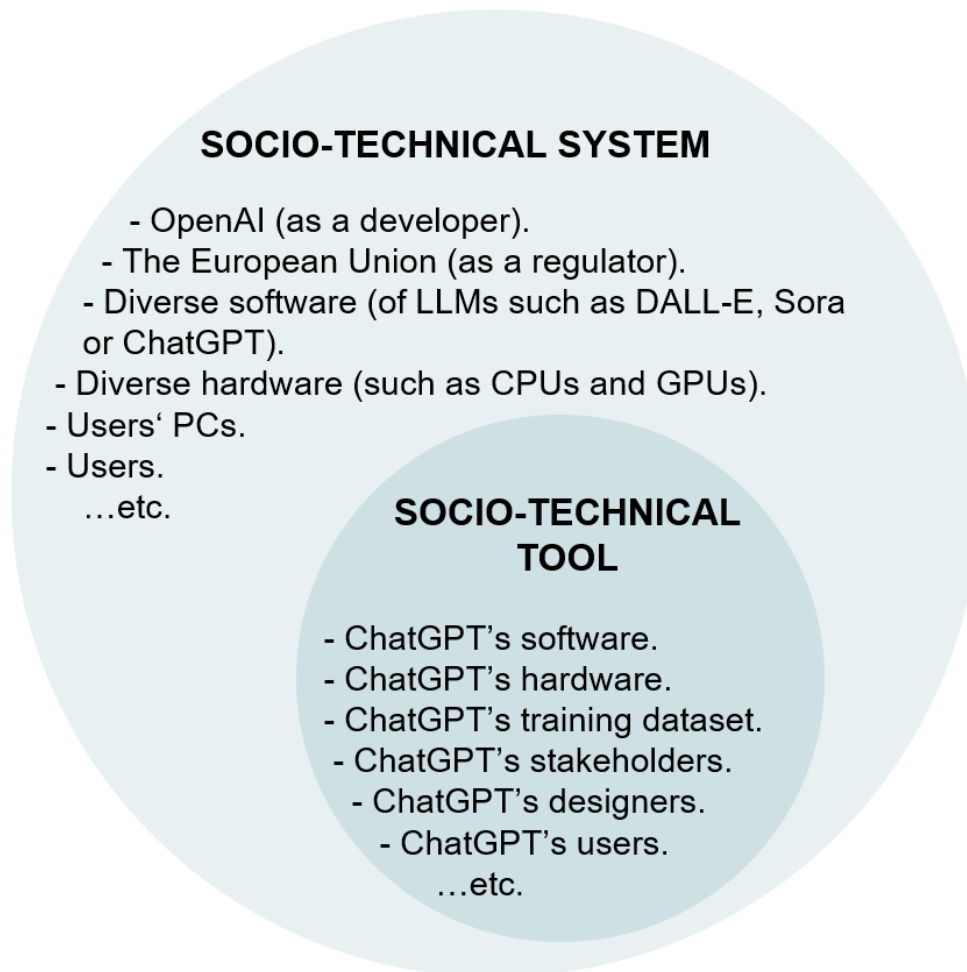 SOCIO-TECHNICAL SYSTEM
- OpenAI (as a developer).
- The European Union (as a regulator).
- Diverse software (of LLMs such as DALL-E, Sora
or ChatGPT).
- Diverse hardware (such as CPUs and GPUs).
- Users‘ PCs.
- Users.
…etc.
SOCIO-TECHNICAL
TOOL
- ChatGPT’s software.
- ChatGPT’s hardware.
- ChatGPT’s training dataset.
- ChatGPT’s stakeholders.
- ChatGPT’s designers.
- ChatGPT’s users.
…etc.